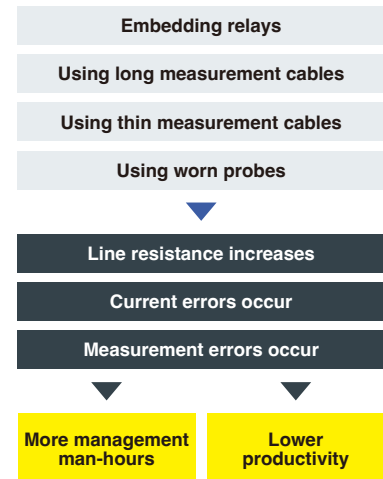 Embedding relays
Using long measurement cables
Using thin measurement cables
Using worn probes
Line resistance increases
Current errors occur
Measurement errors occur
More management
man-hours
Lower
productivity